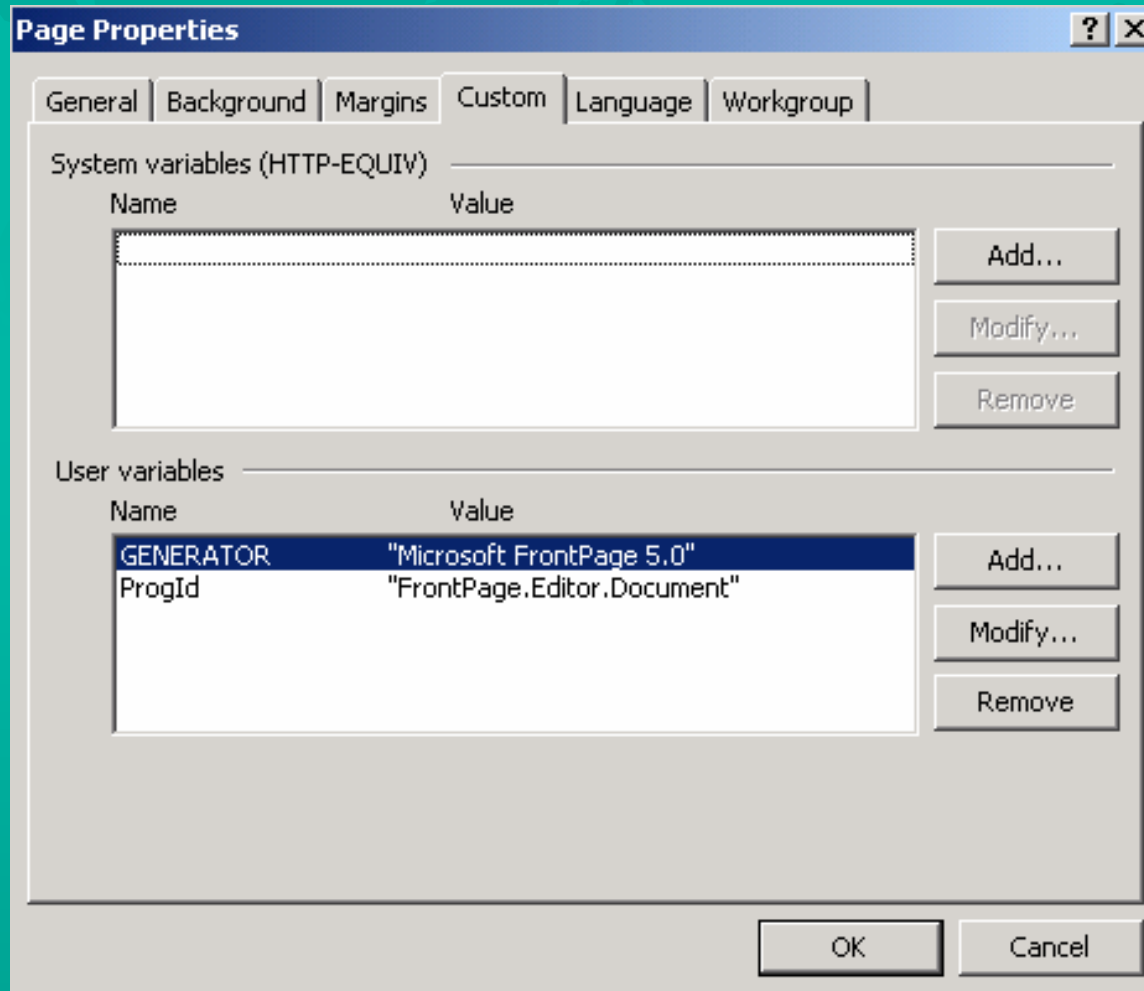 Page Properties
General Background Margins Custom Language Workgroup
System variables (HTTP-EQUIV)
Name Value
Add...
Modify...
Remove
User variables
Name Value
GENERATOR "Microsoft FrontPage 5.0"
ProgId "FrontPage.Editor.Document"
Add...
Modify...
Remove
OK Cancel